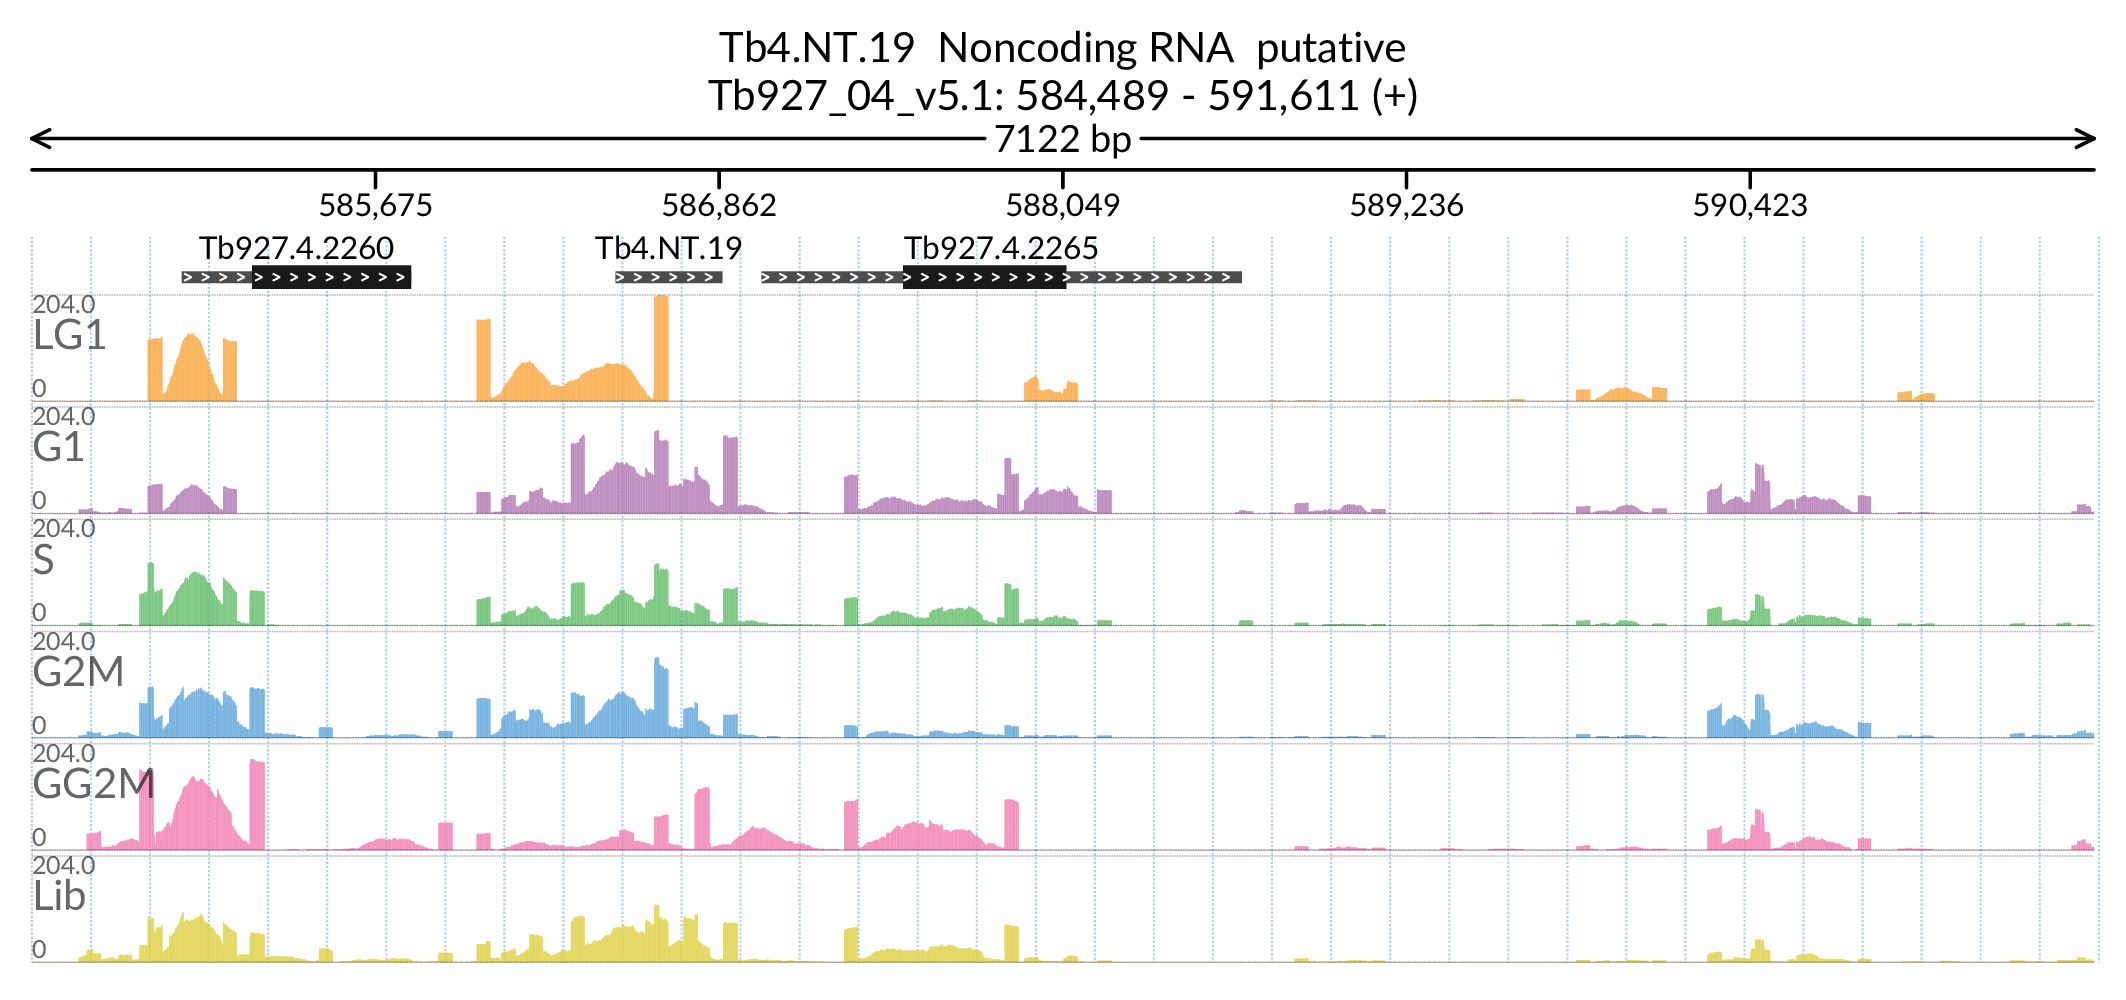 Tb4.NT.19 Noncoding RNA putative
Tb927_04_v5.1: 584,489 - 591,611 (+)
7122 bp
585,675 586,862 588,049 589,236 590,423
Tb927.4.2260 Tb4.NT.19 Tb927.4.2265
204.0
LG1
0
204.0
G1
0
204.0
S
0
204.0
G2M
0
204.0
GG2M
0
204.0
Lib
0